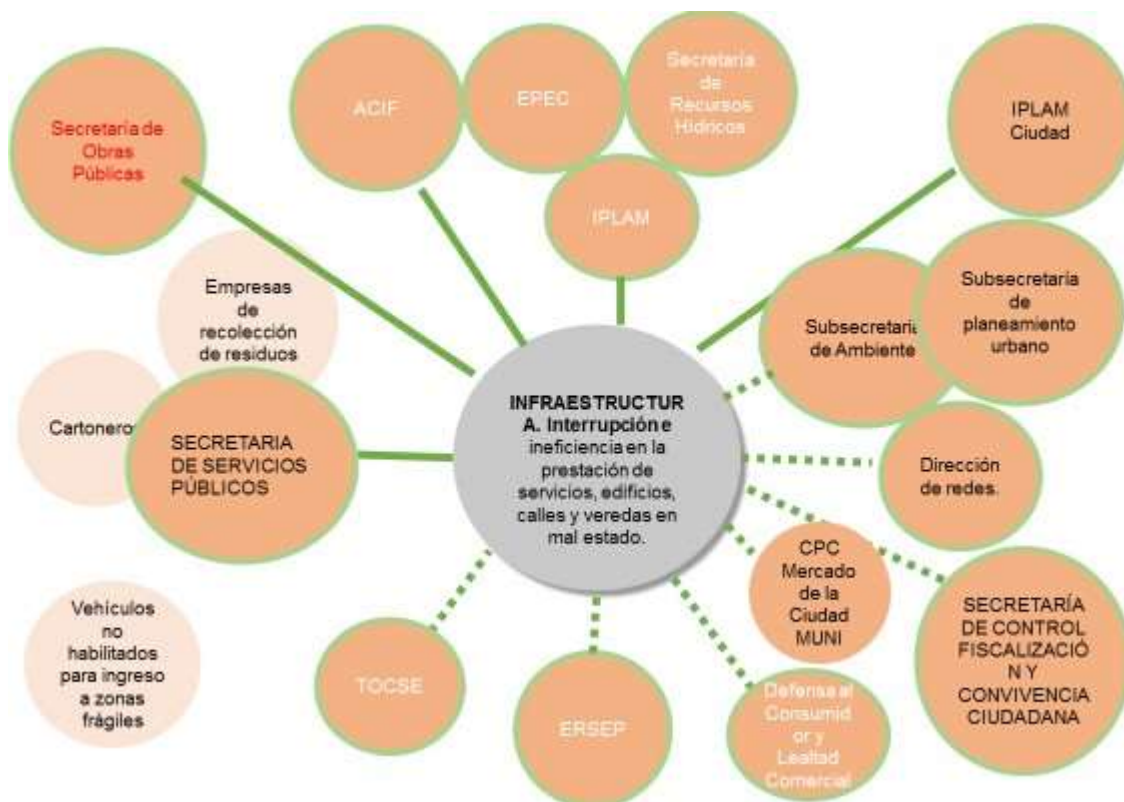 Secretaría de
Obras
Públicas
ACIF
EPEC
Secretaría
de
Recursos
Hídricos
IPLAM
IPLAM
Ciudad
Empresas
de
recolección
de residuos
Cartoneros
SECRETARIA
DE SERVICIOS
PÚBLICOS
Vehículos
no
habilitados
para ingreso
a zonas
frágiles
INFRAESTRUCTUR
A. Interrupción e
ineficiencia en la
prestación de
servicios, edificios,
calles y veredas en
mal estado.
Subsecretaria
de Ambiente
Subsecretaría
de
planeamiento
urbano
Dirección
de redes.
CPC
Mercado
de la
Ciudad
MUNI
SECRETARÍA
DE CONTROL
FISCALIZACIÓ
N Y
CONVIVENCIA
CIUDADANA
TOCSE
ERSEP
Defensa al
Consumid
or y
Lealtad
Comercial